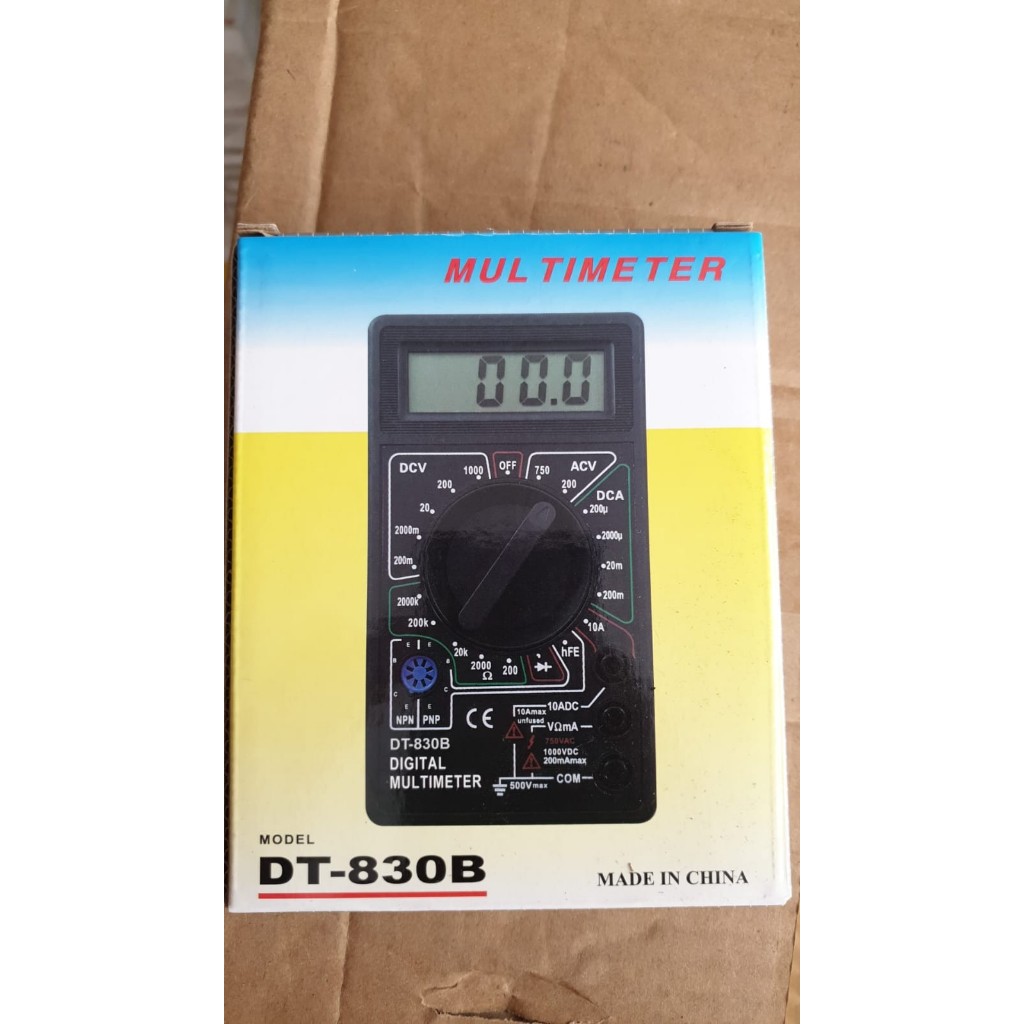 MULTIMETER
00.0
DCV 1000 OFF 750 ACV
200 200 DCA
20 200µ
2000m 2000µ
200m 20m
2000k 200m
200k 10A
20k 2000 Ω 200 hFE
E E
B B
C C
E E
NPN PNP
CE
10Amax unfused 10ADC
VΩmA
750VAC
1000VDC
200mAmax
500Vmax COM
DT-830B
DIGITAL
MULTIMETER
MODEL
DT-830B
MADE IN CHINA